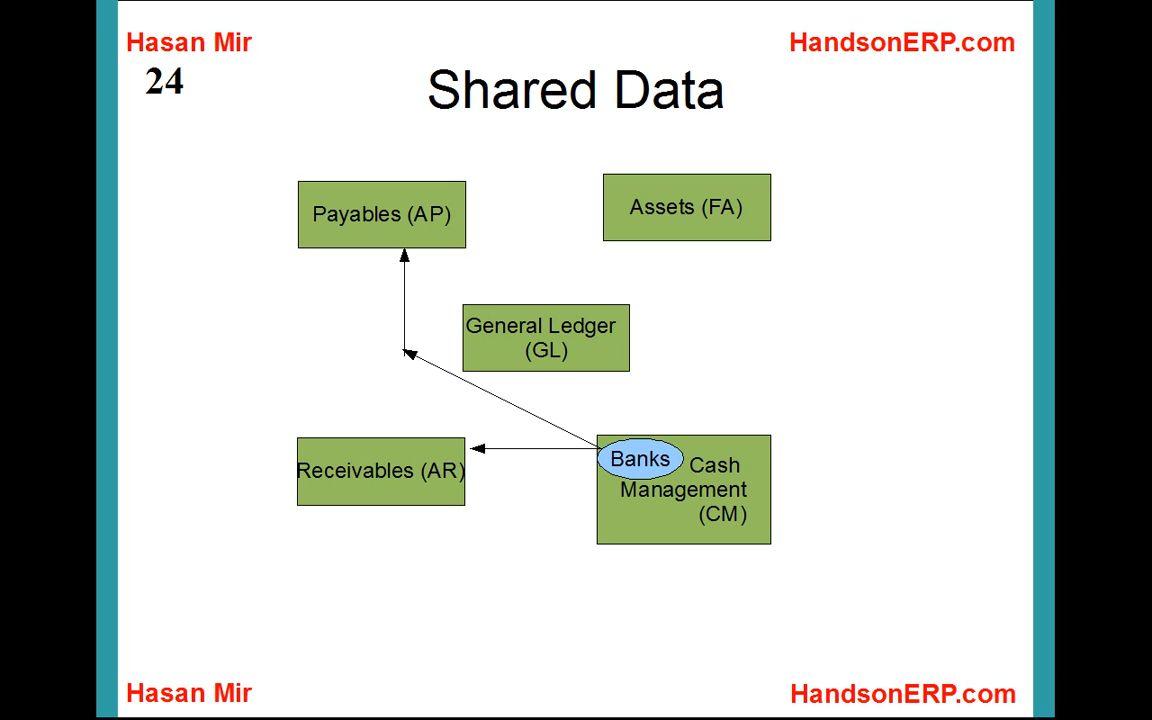 Hasan Mir
HandsonERP.com
24
Shared Data
Payables (AP)
Assets (FA)
General Ledger
(GL)
Receivables (AR)
Banks
Cash
Management
(CM)
Hasan Mir
HandsonERP.com